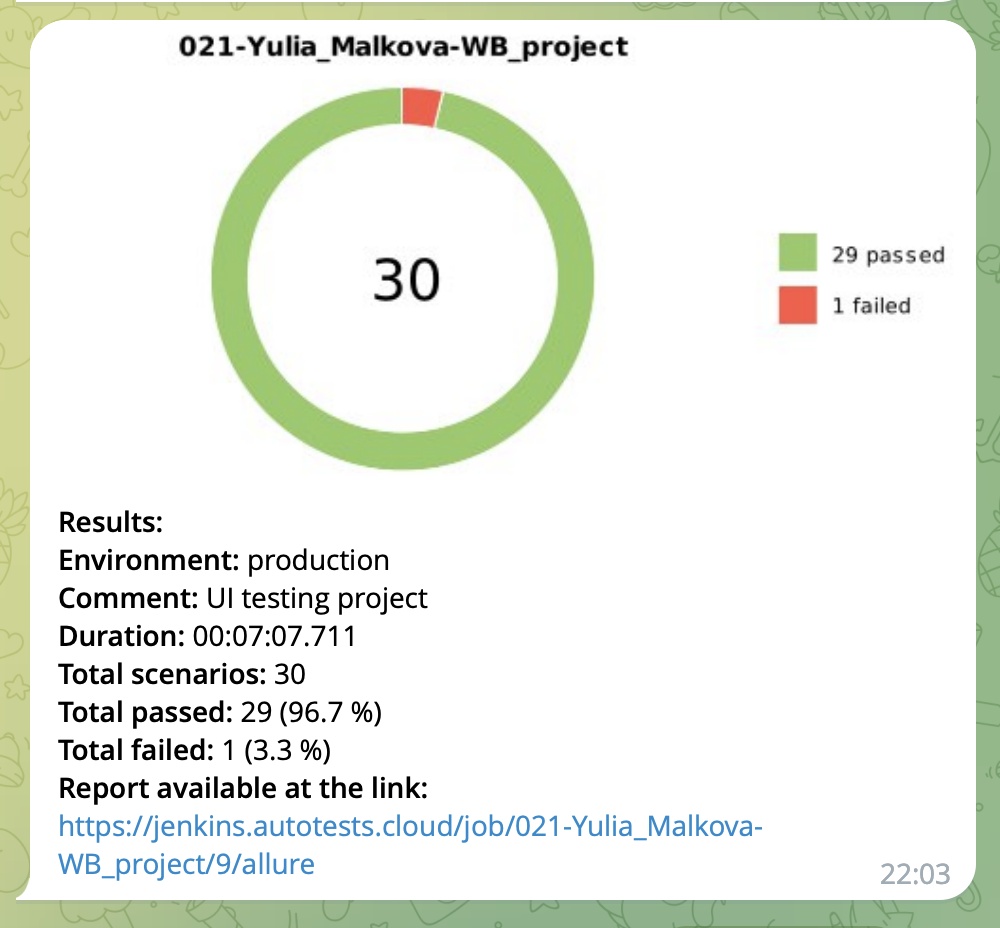 021-Yulia_Malkova-WB_project
30
29 passed
1 failed
Results:
Environment: production
Comment: UI testing project
Duration: 00:07:07.711
Total scenarios: 30
Total passed: 29 (96.7 %)
Total failed: 1 (3.3 %)
Report available at the link:
https://jenkins.autotests.cloud/job/021-Yulia_Malkova-
WB_project/9/allure
22:03